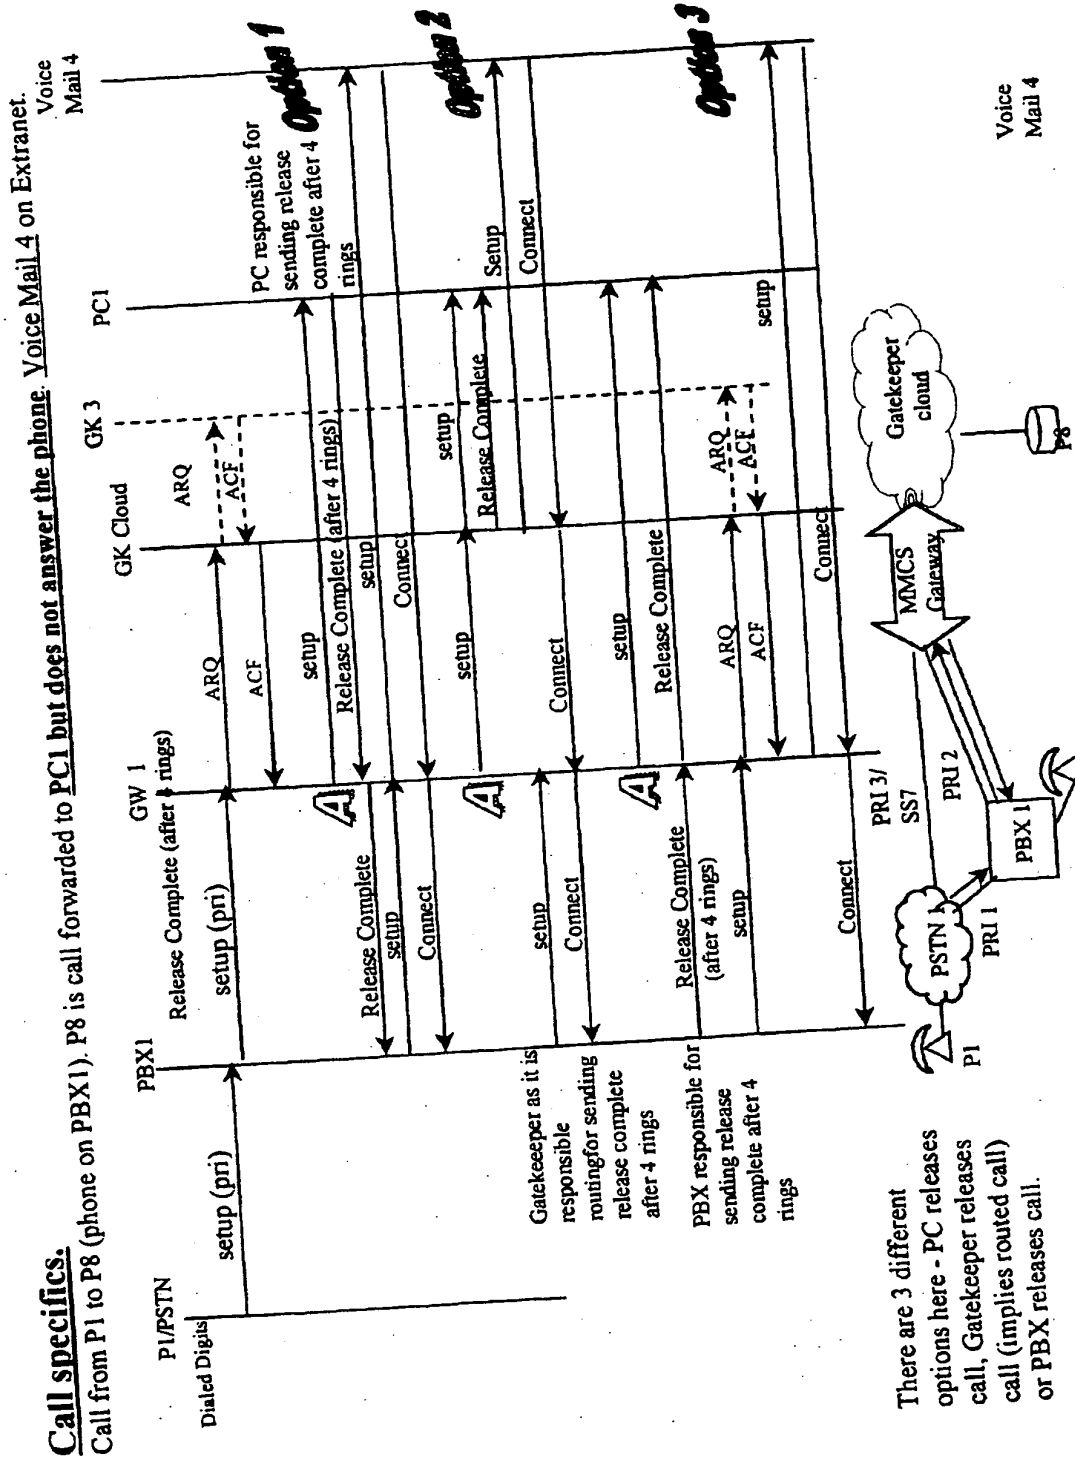 Call specifics.
Call from P1 to P8 (phone on PBX1). P8 is call forwarded to PC1 but does not answer the phone. Voice Mail 4 on Extranet.
P1/PSTN
PBX1
GW 1
GK Cloud
GK 3
PC1
Voice
Mail 4
Dialed Digits
Release Complete (after 4 rings)
setup (pri)
setup (pri)
ARQ
ARQ
ACF
ACF
PC responsible for
sending release
complete after 4
rings
Option 1
setup
Release Complete (after 4 rings)
A
Release Complete
setup
setup
Connect
Connect
Option 2
A
setup
setup
setup
Release Complete
Setup
Connect
Connect
Connect
Gatekeeeper as it is
responsible
routingfor sending
release complete
after 4 rings
Option 3
A
setup
Release Complete
Release Complete
(after 4 rings)
PBX responsible for
sending release
complete after 4
rings
setup
ARQ
ARQ
ACF
ACF
setup
Connect
Connect
There are 3 different
options here - PC releases
call, Gatekeeper releases
call (implies routed call)
or PBX releases call.
P1
PSTN 1
PRI 1
PBX 1
PRI 2
PRI 3/
SS7
MMCS
Gateway
Gatekeeper
cloud
P8
Voice
Mail 4